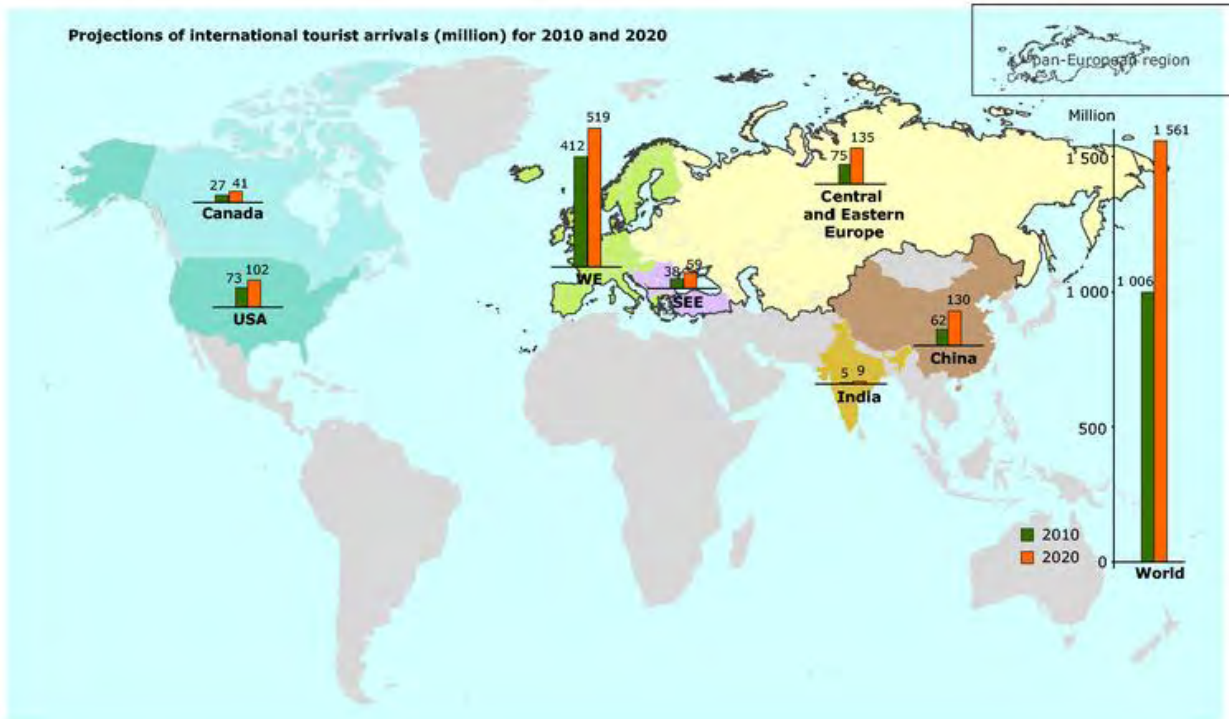 Projections of international tourist arrivals (million) for 2010 and 2020
pan-European region
Million
1 561
1 500
519
412
135
75
Central
and Eastern
Europe
27 41
Canada
73 102
USA
WE
38 59
SEE
1 006
1 000
62 130
China
5 9
India
500
2010
2020
0
World